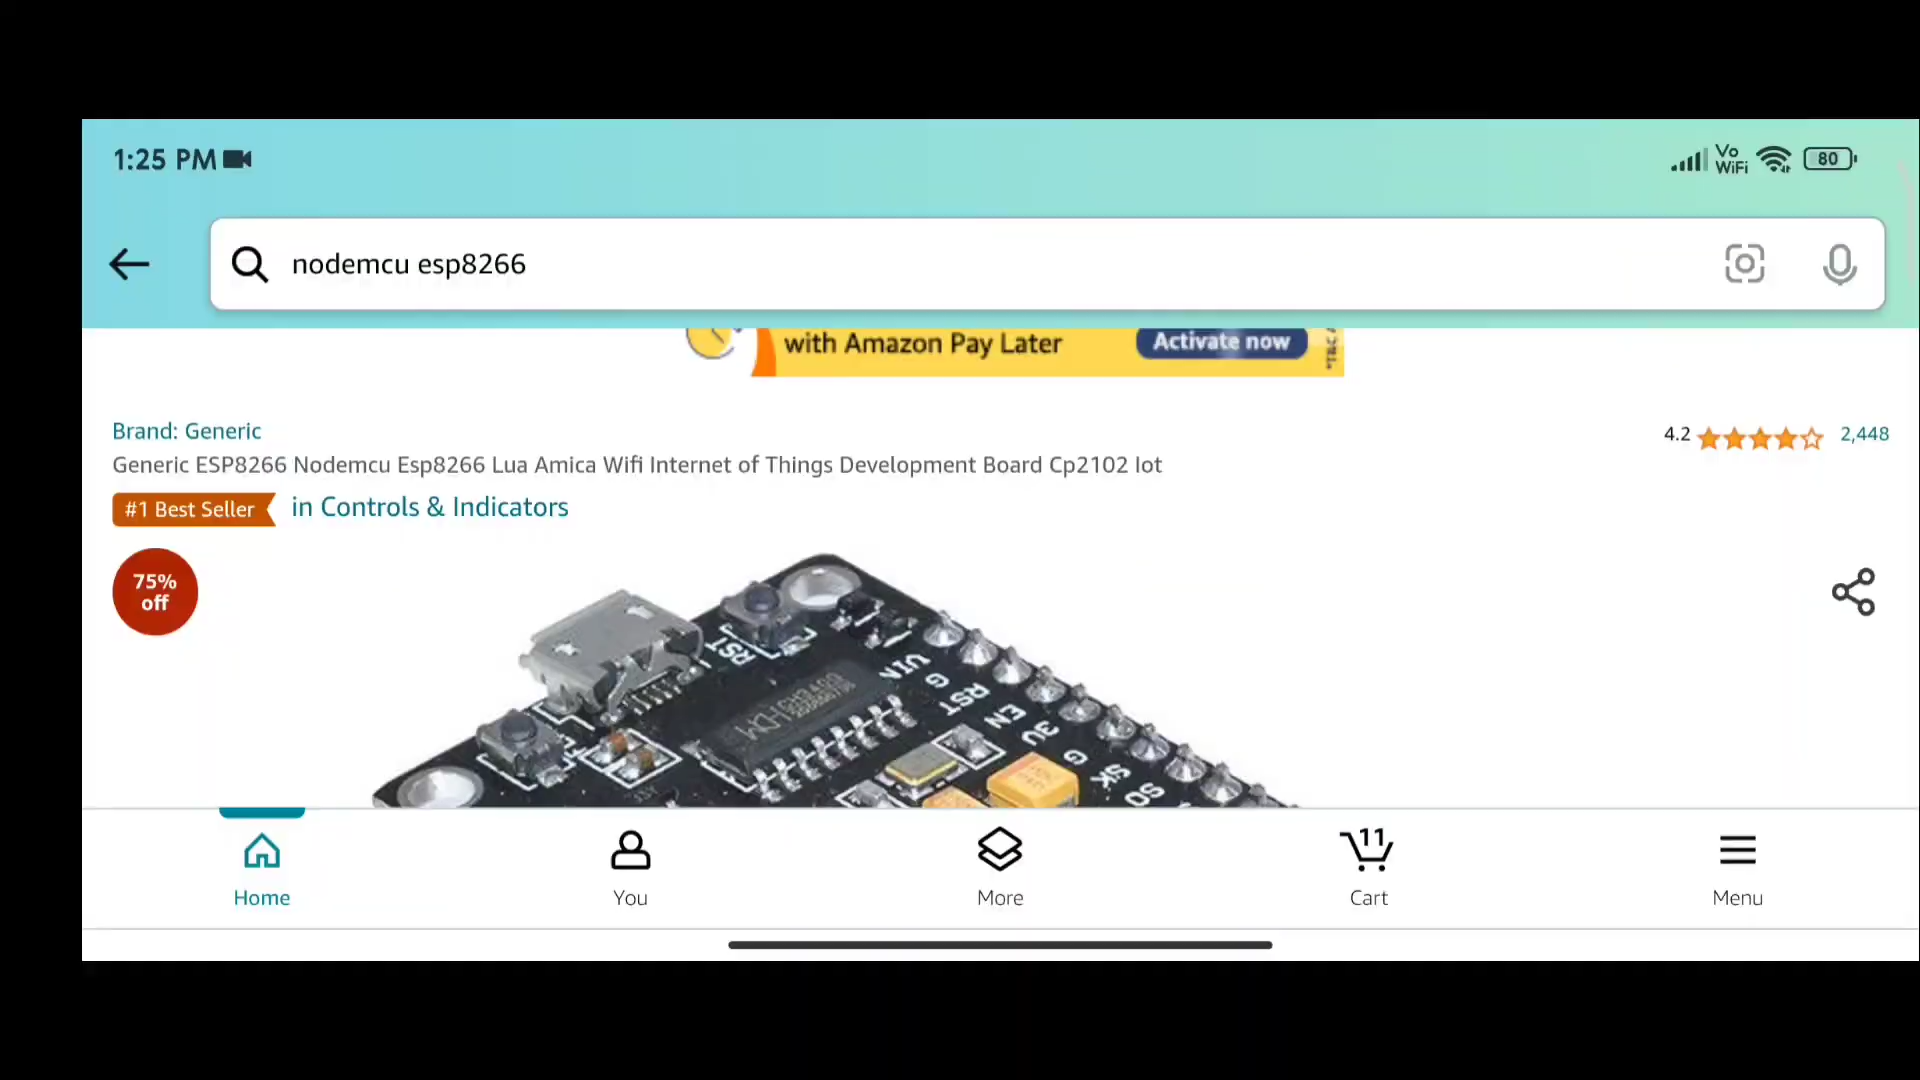 1:25 PM
Vo
WiFi
80
nodemcu esp8266
with Amazon Pay Later
Activate now
Brand: Generic
4.2
2,448
Generic ESP8266 Nodemcu Esp8266 Lua Amica Wifi Internet of Things Development Board Cp2102 Iot
#1 Best Seller
in Controls & Indicators
75%
off
RST
VIN
G
RST
EN
3V
G
SK
SO
Home
You
More
11
Cart
Menu